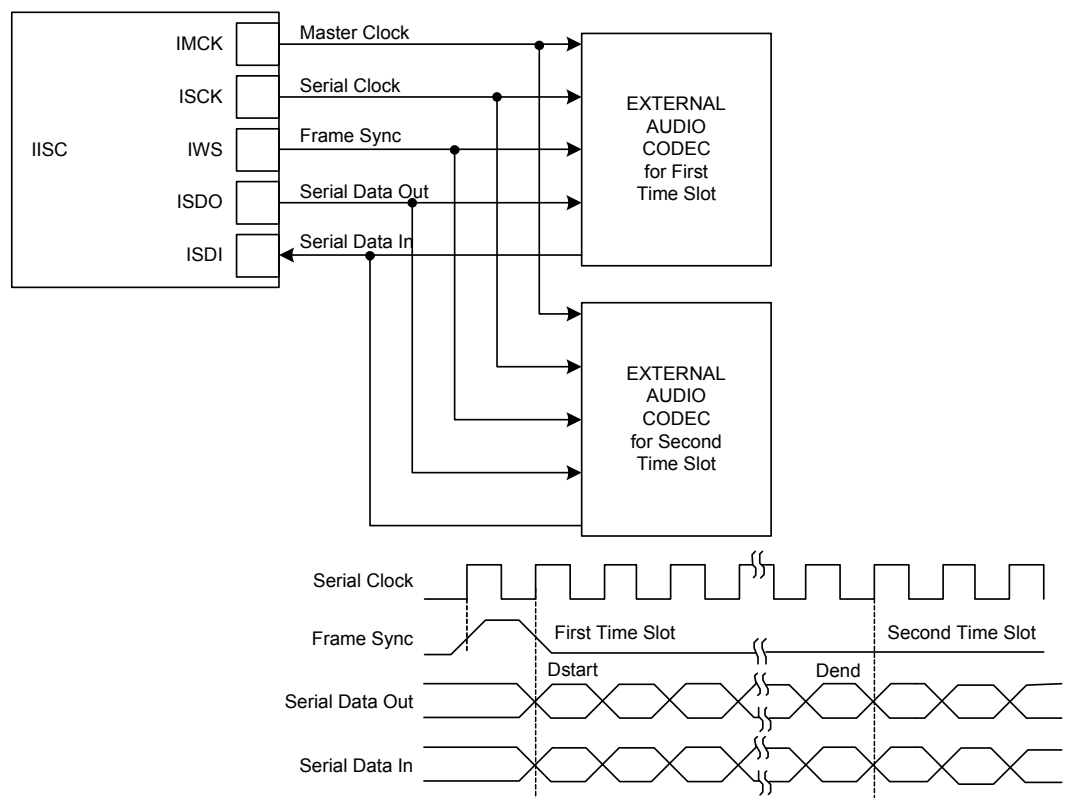 IMCK
Master Clock
ISCK
Serial Clock
IISC
IWS
Frame Sync
ISDO
Serial Data Out
ISDI
Serial Data In
EXTERNAL
AUDIO
CODEC
for First
Time Slot
EXTERNAL
AUDIO
CODEC
for Second
Time Slot
Serial Clock
Frame Sync
First Time Slot
Second Time Slot
Dstart
Dend
Serial Data Out
Serial Data In